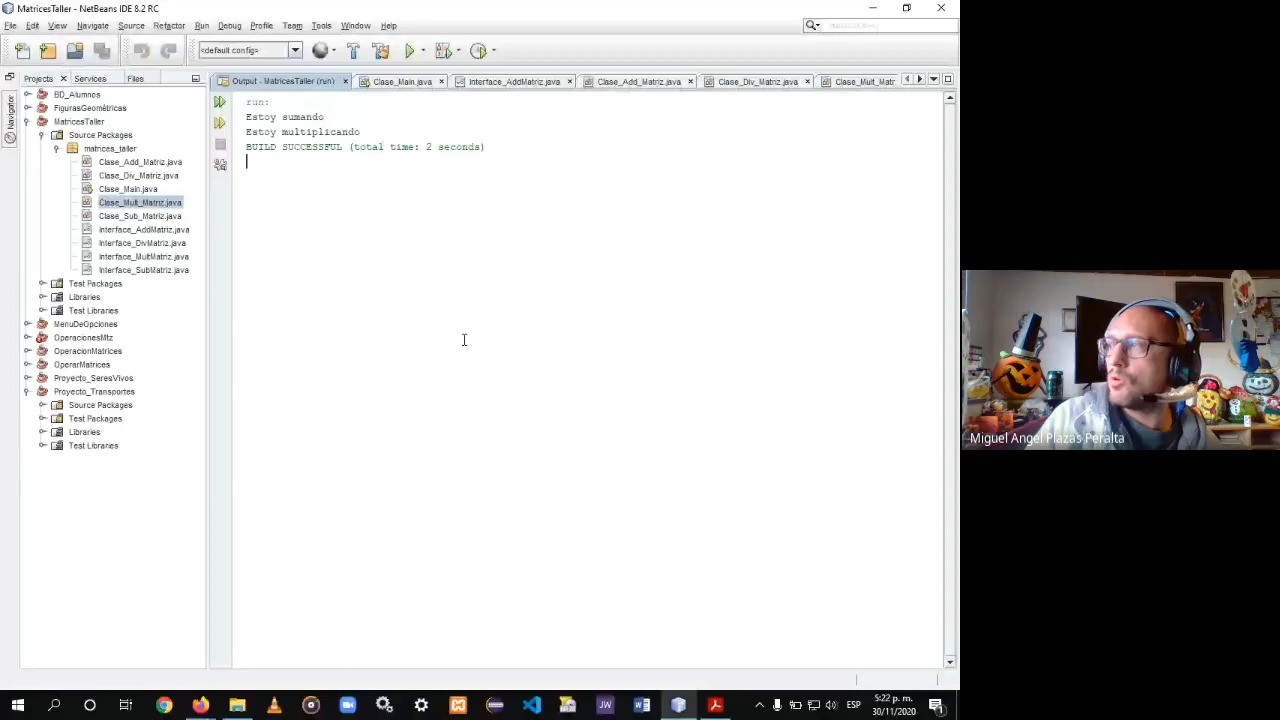 MatricesTaller - NetBeans IDE 8.2 RC
File Edit View Navigate Source Refactor Run Debug Profile Team Tools Window Help
<default config>
Projects Services Files
Output - MatricesTaller (run) Clase_Main.java Interface_AddMatriz.java Clase_Add_Matriz.java Clase_Div_Matriz.java Clase_Mult_Matr
Navigator
BD_Alumnos
FigurasGeométricas
MatricesTaller
Source Packages
matrices_taller
Clase_Add_Matriz.java
Clase_Div_Matriz.java
Clase_Main.java
Clase_Mult_Matriz.java
Clase_Sub_Matriz.java
Interface_AddMatriz.java
Interface_DivMatriz.java
Interface_MultMatriz.java
Interface_SubMatriz.java
Test Packages
Libraries
Test Libraries
MenuDeOpciones
OperacionesMtz
OperacionMatrices
OperarMatrices
Proyecto_SeresVivos
Proyecto_Transportes
Source Packages
Test Packages
Libraries
Test Libraries
run:
Estoy sumando
Estoy multiplicando
BUILD SUCCESSFUL (total time: 2 seconds)
Miguel Angel Plazas Peralta
JW
ESP
5:22 p. m.
30/11/2020